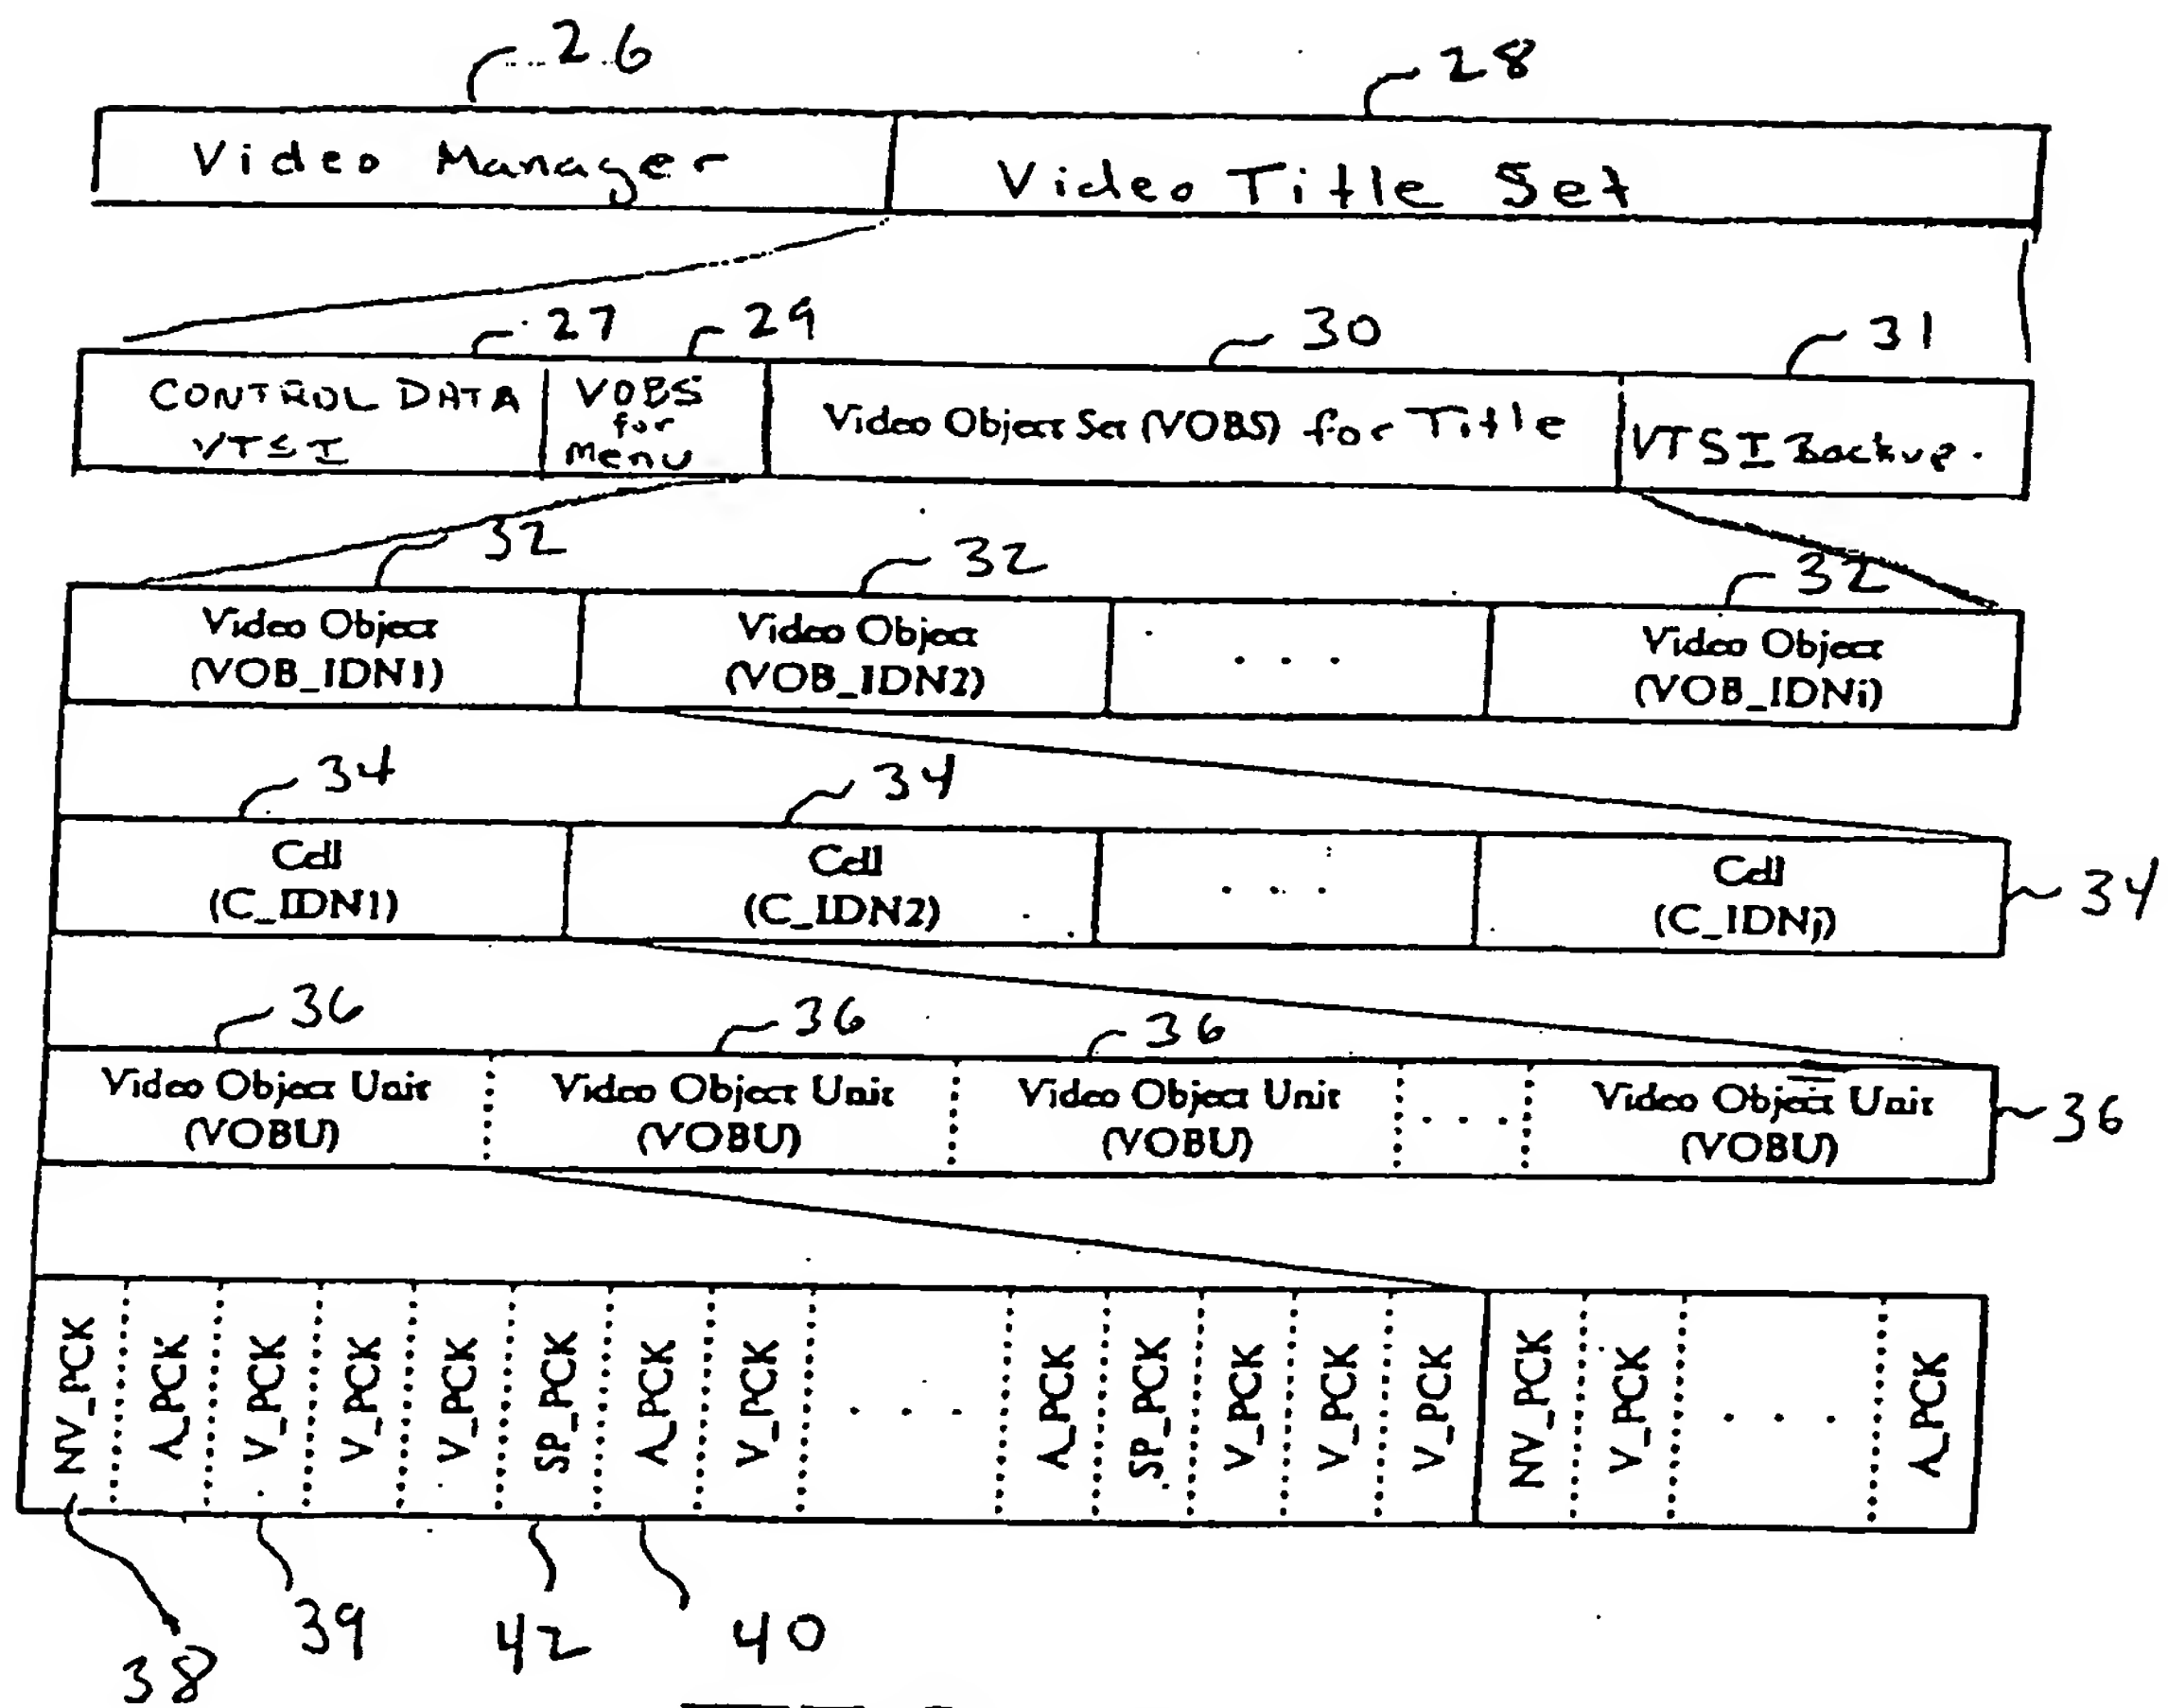 26
28
Video Manager
Video Title Set
27
29
30
31
CONTROL DATA
VTSI
VOBS
for
Menu
Video Object Set (VOBS) for Title
VTSI Backup.
32
32
32
Video Object
(VOB_IDN1)
Video Object
(VOB_IDN2)
. . .
Video Object
(VOB_IDNi)
34
34
Cell
(C_IDN1)
Cell
(C_IDN2)
. . .
Cell
(C_IDNj)
34
36
36
36
Video Object Unit
(VOBU)
Video Object Unit
(VOBU)
Video Object Unit
(VOBU)
. . . .
Video Object Unit
(VOBU)
36
NV_PCK
A_PCK
V_PCK
V_PCK
V_PCK
SP_PCK
A_PCK
V_PCK
. . . .
A_PCK
SP_PCK
V_PCK
V_PCK
V_PCK
NV_PCK
V_PCK
. . . .
A_PCK
38
39
42
40